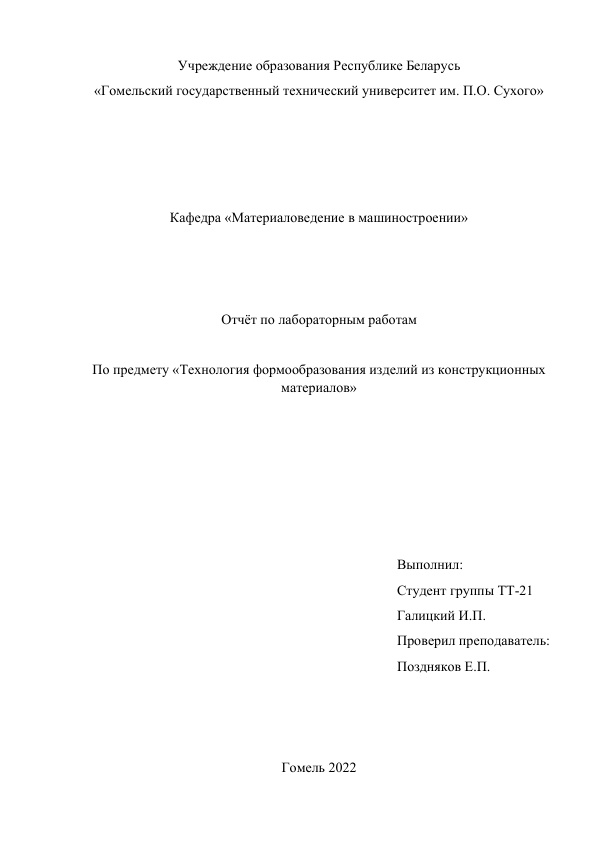 Учреждение образования Республике Беларусь
«Гомельский государственный технический университет им. П.О. Сухого»
Кафедра «Материаловедение в машиностроении»
Отчёт по лабораторным работам
По предмету «Технология формообразования изделий из конструкционных
материалов»
Выполнил:
Студент группы ТТ-21
Галицкий И.П.
Проверил преподаватель:
Поздняков Е.П.
Гомель 2022